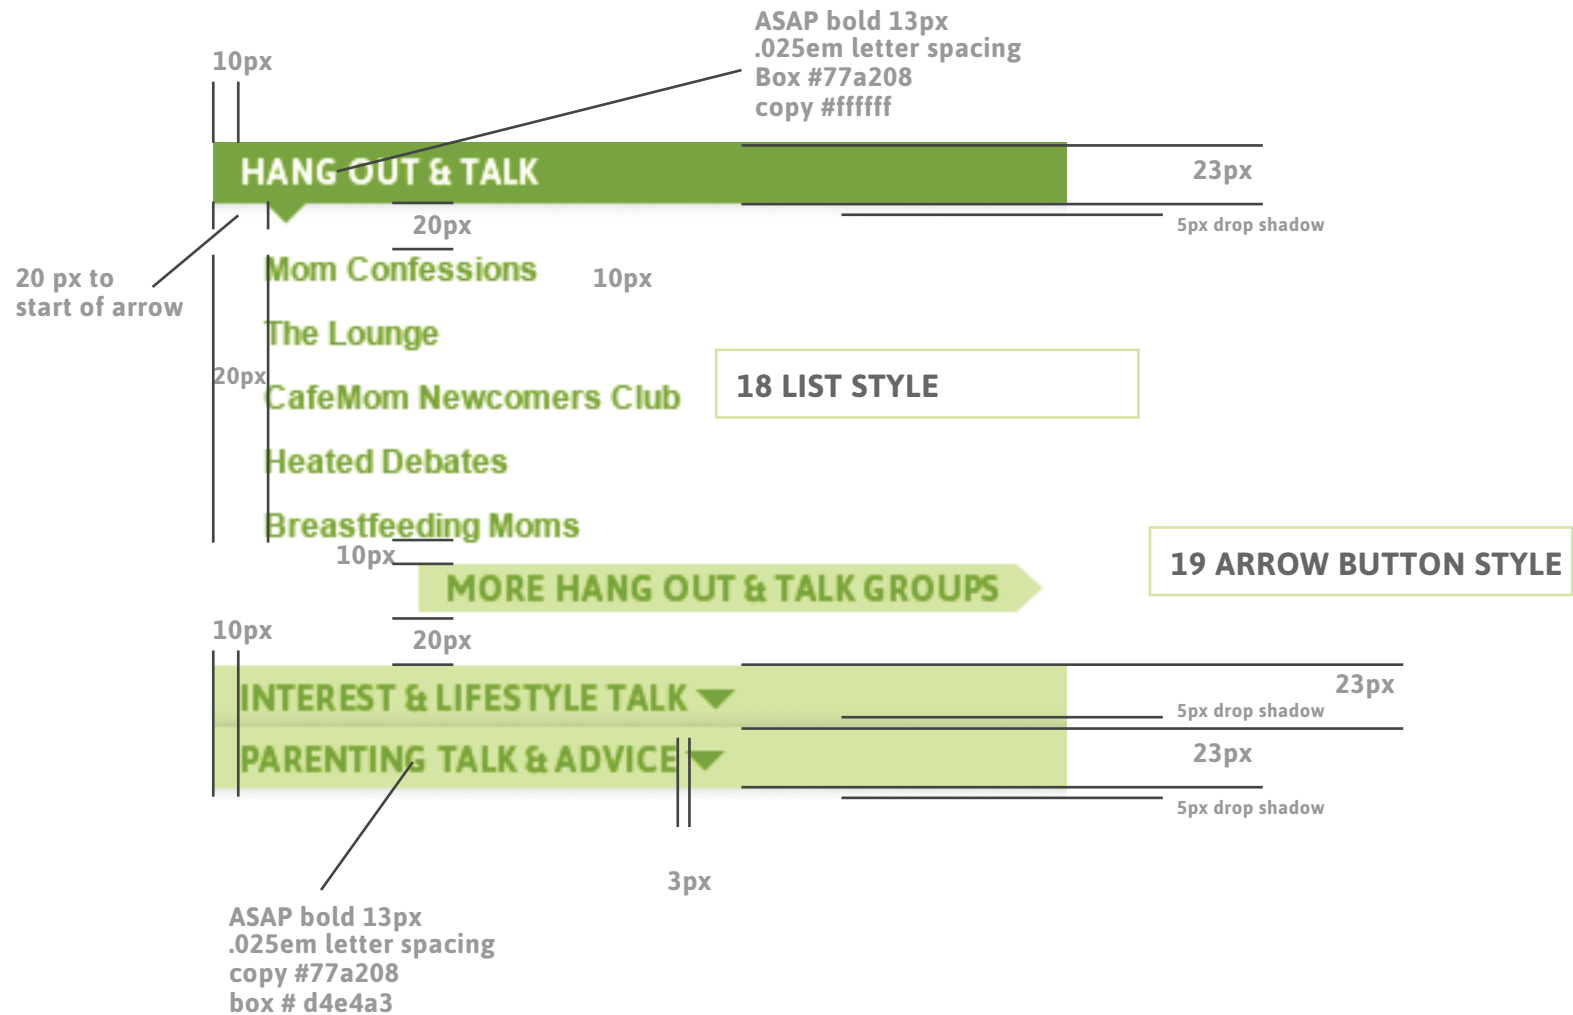 ASAP bold 13px
.025em letter spacing
Box #77a208
copy #ffffff
10px
HANG OUT & TALK
23px
20px
5px drop shadow
20 px to
start of arrow
Mom Confessions
10px
The Lounge
20px
CafeMom Newcomers Club
18 LIST STYLE
Heated Debates
Breastfeeding Moms
10px
MORE HANG OUT & TALK GROUPS
19 ARROW BUTTON STYLE
10px
20px
INTEREST & LIFESTYLE TALK
23px
5px drop shadow
PARENTING TALK & ADVICE
23px
5px drop shadow
3px
ASAP bold 13px
.025em letter spacing
copy #77a208
box # d4e4a3